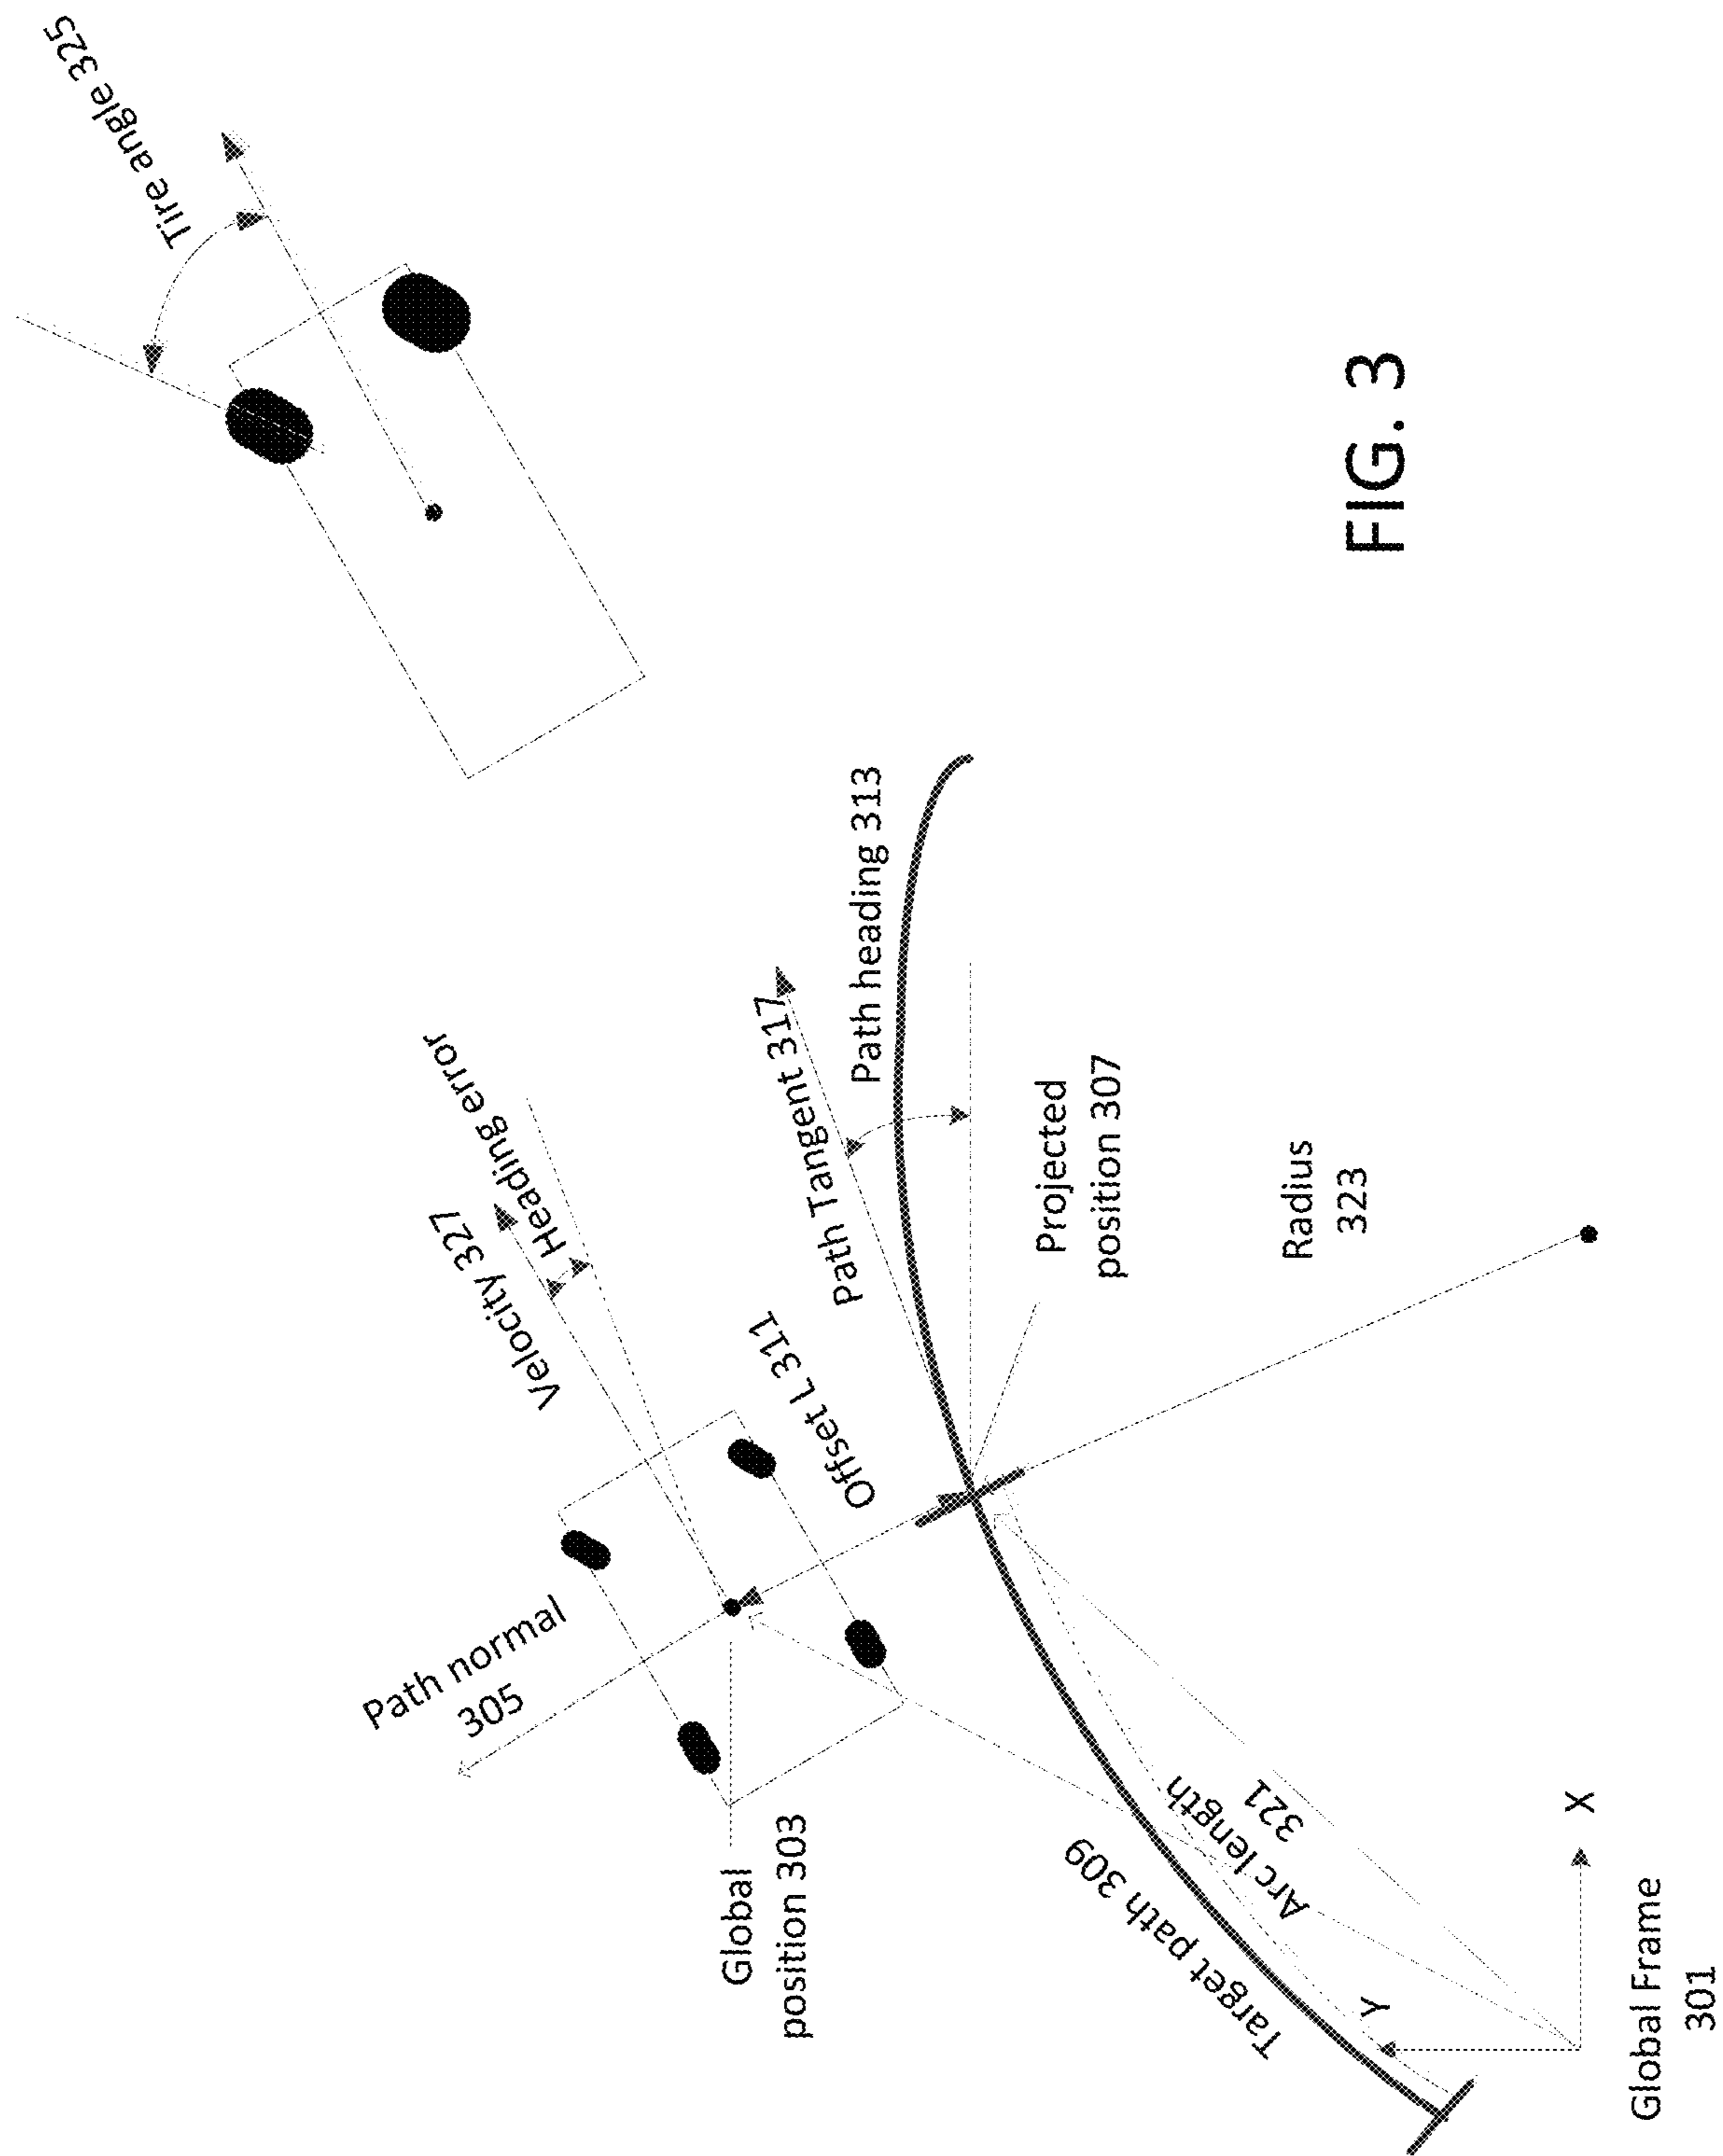 Tire angle 325
Heading error
Velocity 327
Path normal
305
Offset L 311
Path Tangent 317
Path heading 313
Global
position 303
Projected
position 307
Target path 309
Arc length
321
Radius
323
Y
X
Global Frame
301
FIG. 3